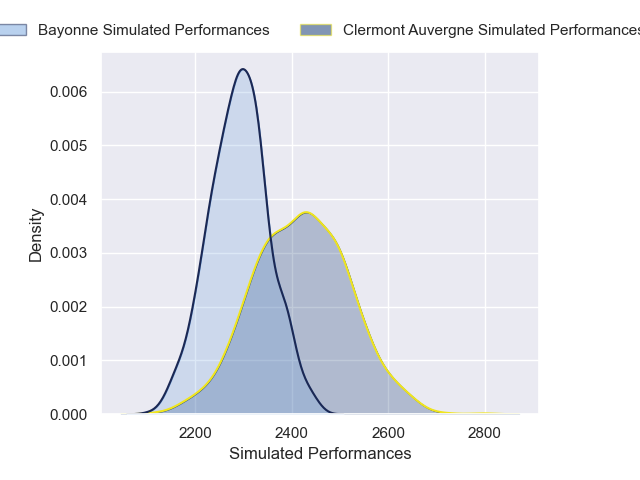 Bayonne Simulated Performances Clermont Auvergne Simulated Performances
0.006
0.005
0.004
0.003
0.002
0.001
0.000
Density
2200 2400 2600 2800
Simulated Performances